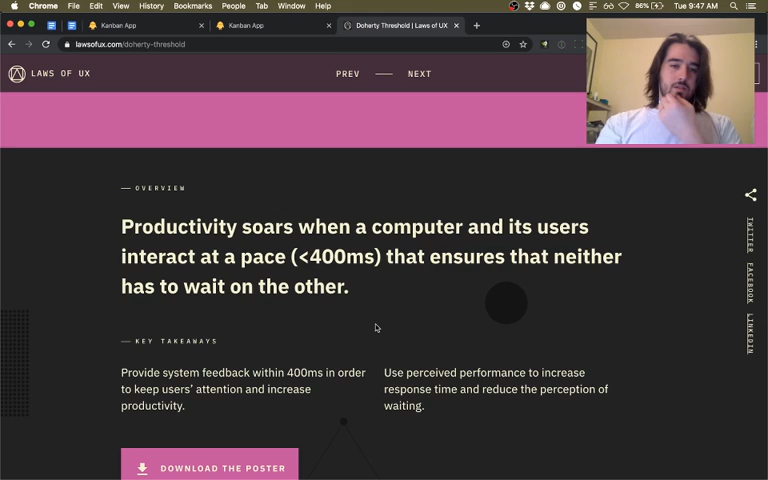 Chrome File Edit View History Bookmarks People Tab Window Help
86% Tue 9:47 AM
Kanban App
Kanban App
Doherty Threshold | Laws of UX
lawsofux.com/doherty-threshold
LAWS OF UX
PREV
NEXT
OVERVIEW
Productivity soars when a computer and its users
interact at a pace (<400ms) that ensures that neither
has to wait on the other.
KEY TAKEAWAYS
Provide system feedback within 400ms in order
to keep users’ attention and increase
productivity.
Use perceived performance to increase
response time and reduce the perception of
waiting.
DOWNLOAD THE POSTER
TWITTER
FACEBOOK
LINKEDIN